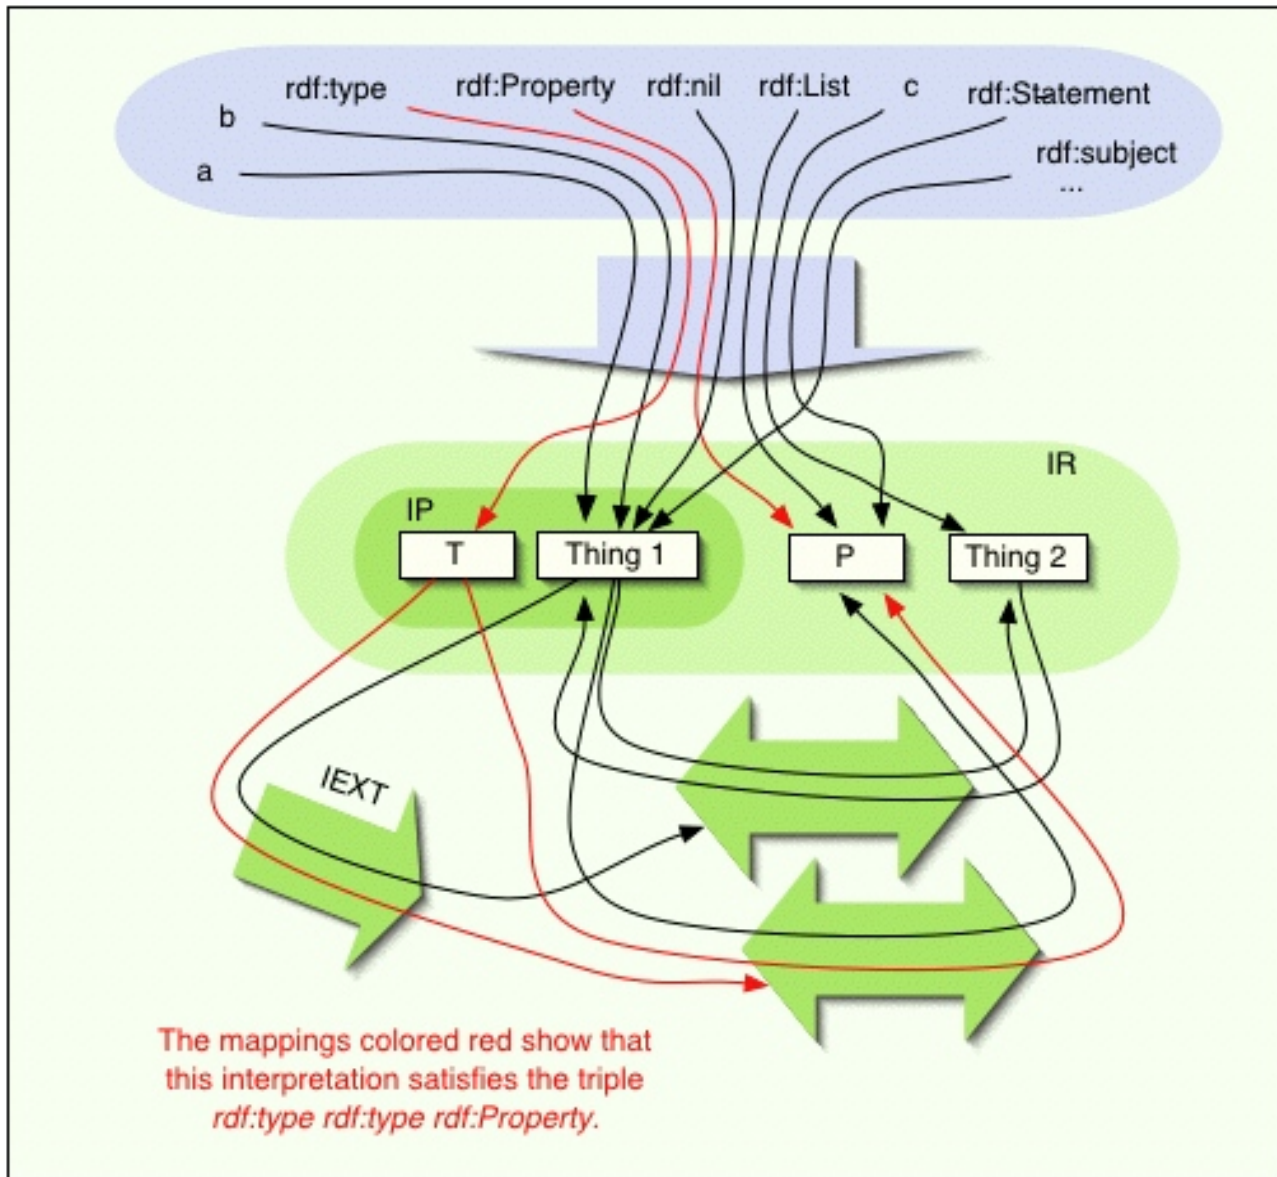 rdf:type
rdf:Property
rdf:nil
rdf:List
c
rdf:Statement
b
rdf:subject
a
...
IR
IP
T
Thing 1
P
Thing 2
IEXT
The mappings colored red show that
this interpretation satisfies the triple
rdf:type rdf:type rdf:Property.